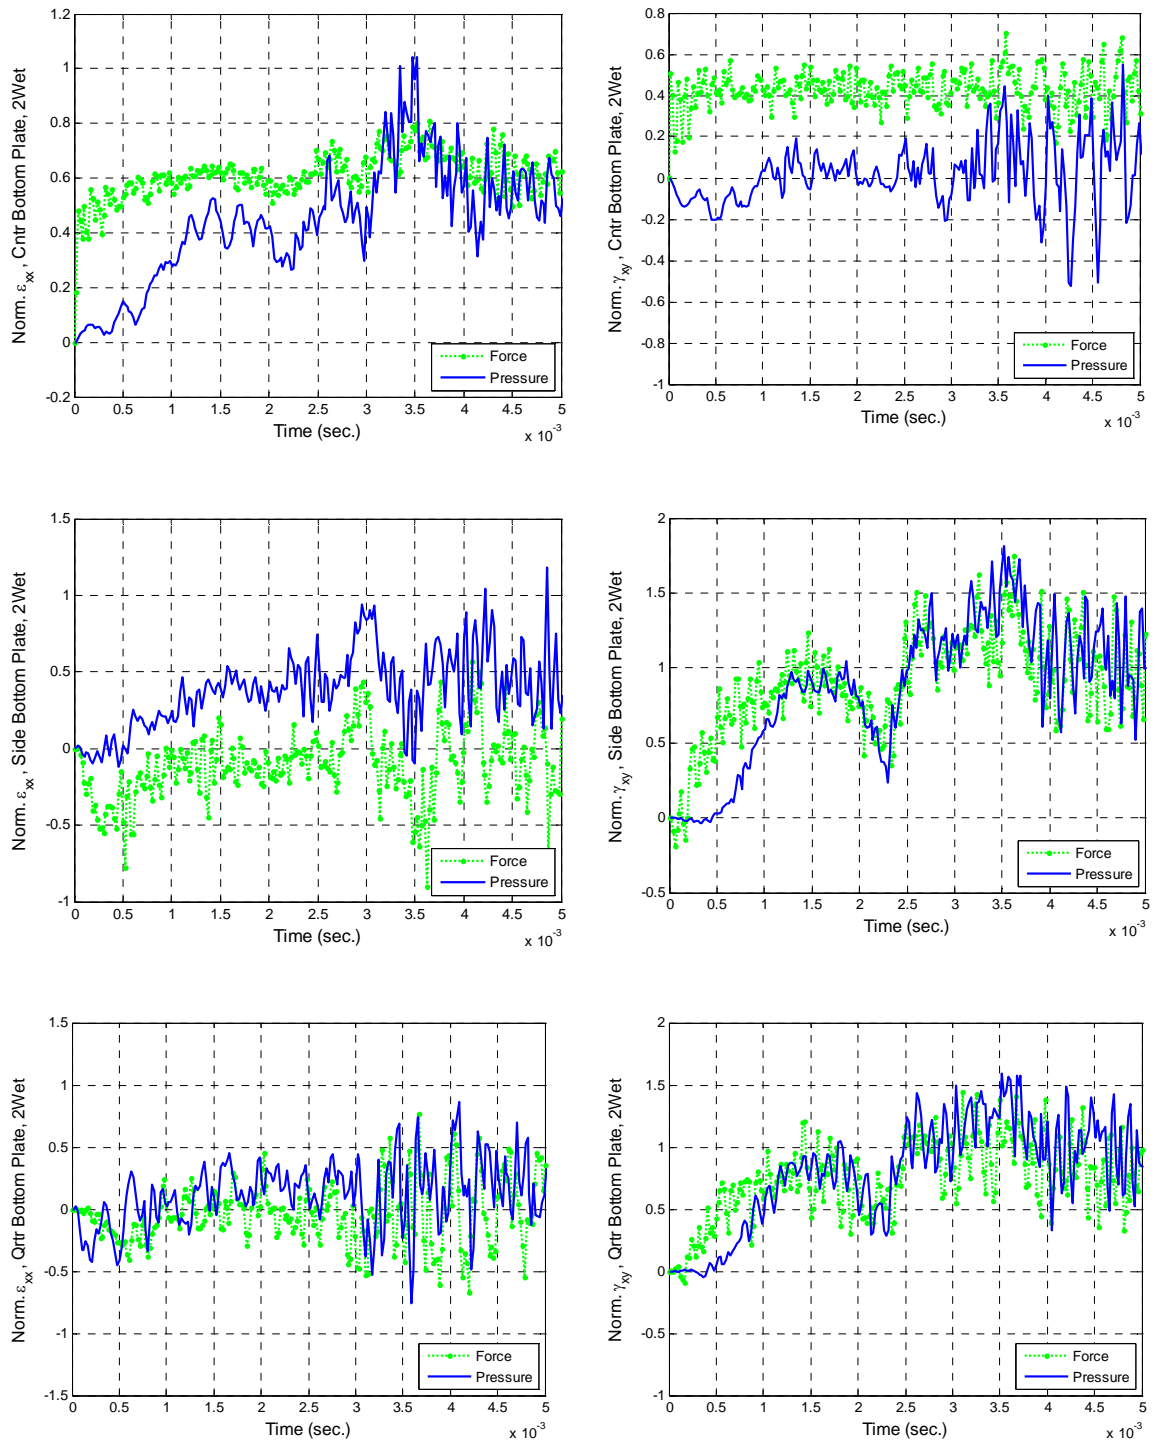 Norm. εxx , Cntr Bottom Plate, 2Wet
1.2
1
0.8
0.6
0.4
0.2
0
-0.2
0 0.5 1 1.5 2 2.5 3 3.5 4 4.5 5
Time (sec.)
x 10-3
Force
Pressure
Norm. γxy , Cntr Bottom Plate, 2Wet
0.8
0.6
0.4
0.2
0
-0.2
-0.4
-0.6
-0.8
-1
0 0.5 1 1.5 2 2.5 3 3.5 4 4.5 5
Time (sec.)
x 10-3
Force
Pressure
Norm. εxx , Side Bottom Plate, 2Wet
1.5
1
0.5
0
-0.5
-1
0 0.5 1 1.5 2 2.5 3 3.5 4 4.5 5
Time (sec.)
x 10-3
Force
Pressure
Norm. γxy , Side Bottom Plate, 2Wet
2
1.5
1
0.5
0
-0.5
0 0.5 1 1.5 2 2.5 3 3.5 4 4.5 5
Time (sec.)
x 10-3
Force
Pressure
Norm. εxx , Qrtr Bottom Plate, 2Wet
1.5
1
0.5
0
-0.5
-1
-1.5
0 0.5 1 1.5 2 2.5 3 3.5 4 4.5 5
Time (sec.)
x 10-3
Force
Pressure
Norm. γxy , Qrtr Bottom Plate, 2Wet
2
1.5
1
0.5
0
-0.5
-1
0 0.5 1 1.5 2 2.5 3 3.5 4 4.5 5
Time (sec.)
x 10-3
Force
Pressure